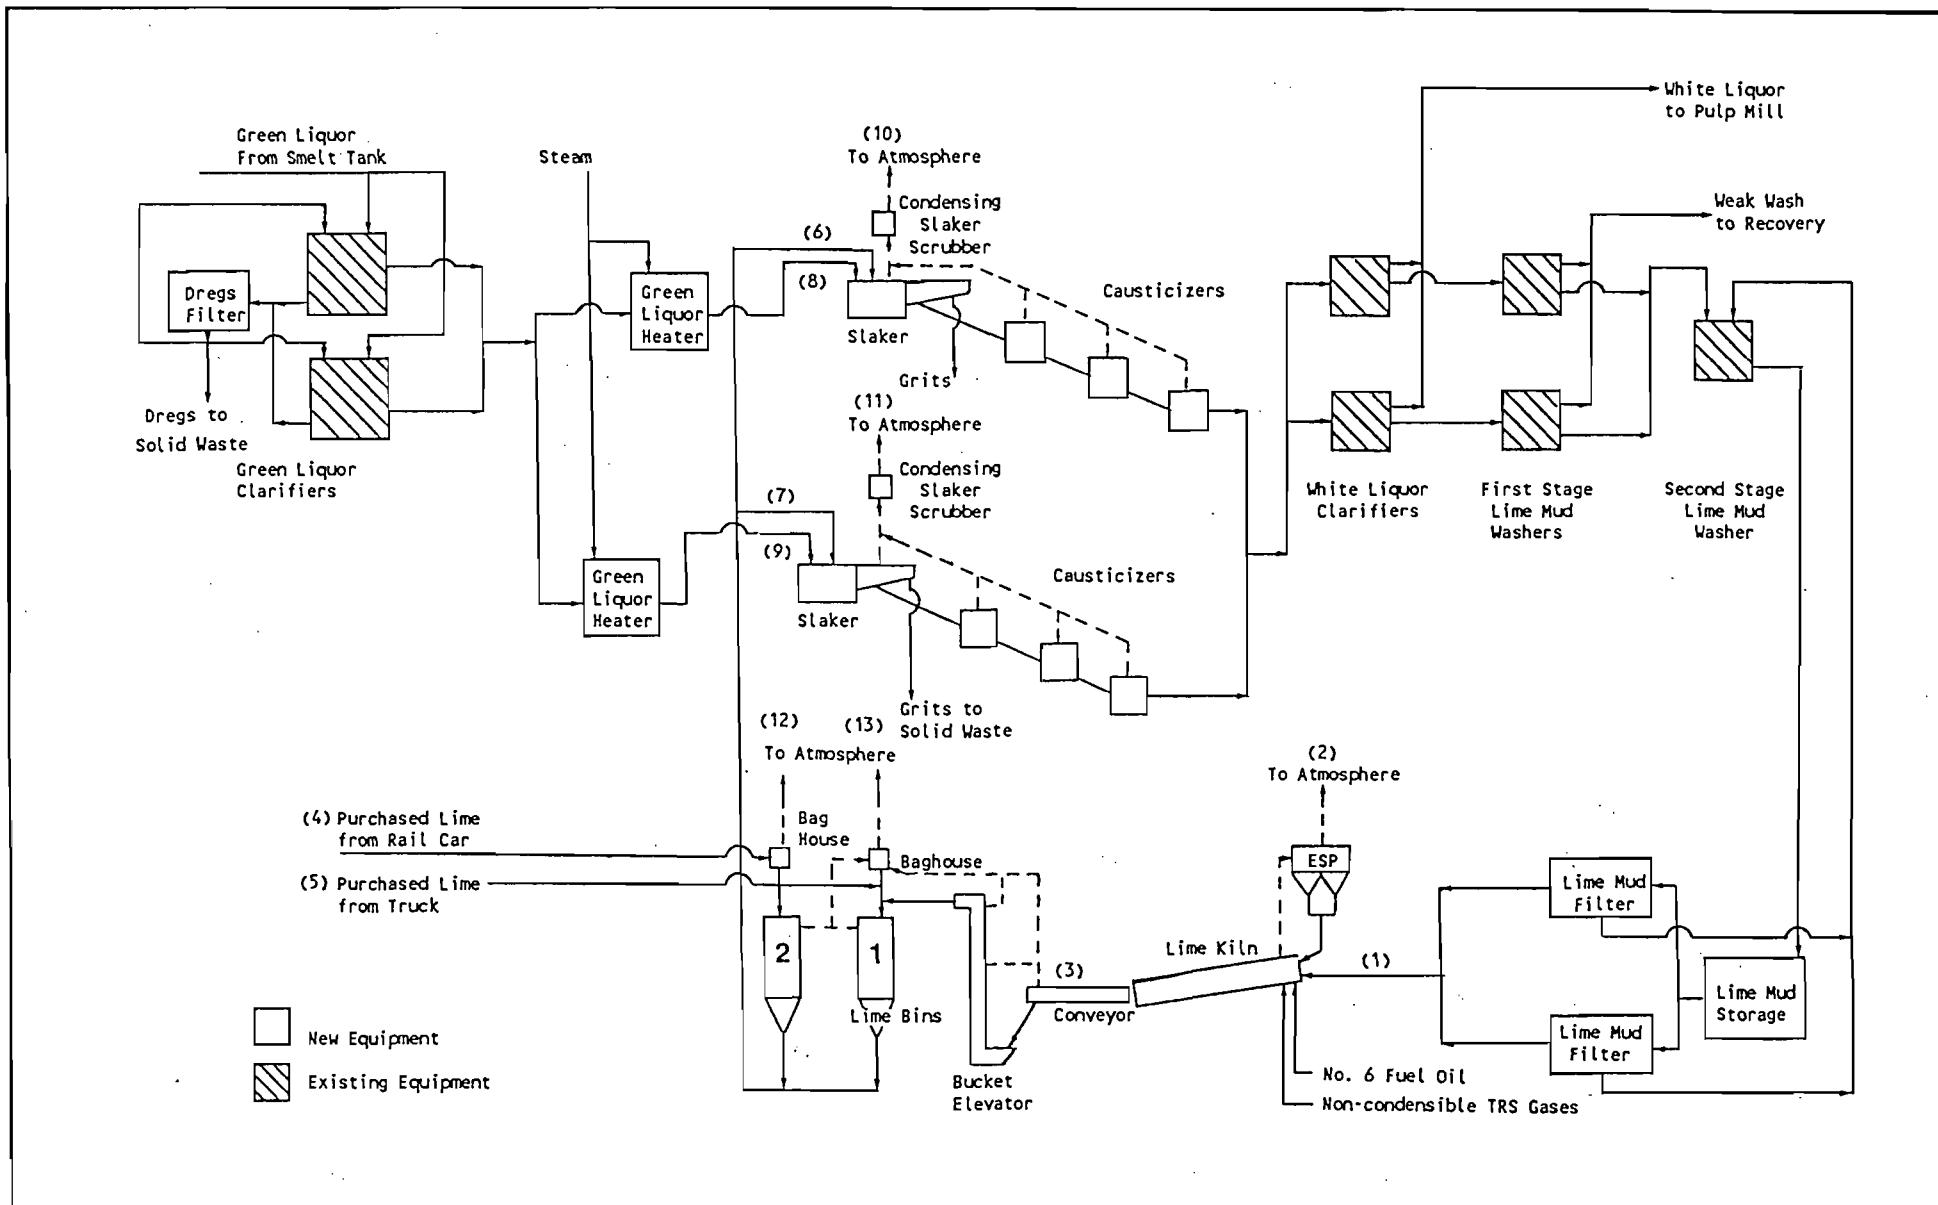 White Liquor
to Pulp Mill
Green Liquor
From Smelt Tank
Steam
(10)
To Atmosphere
Condensing
Slaker
Scrubber
Weak Wash
to Recovery
(6)
(8)
Dregs
Filter
Green
Liquor
Heater
Causticizers
Slaker
Grits
Dregs to
Solid Waste
Green Liquor
Clarifiers
(11)
To Atmosphere
Condensing
Slaker
Scrubber
White Liquor
Clarifiers
First Stage
Lime Mud
Washers
Second Stage
Lime Mud
Washer
(7)
(9)
Green
Liquor
Heater
Causticizers
Slaker
Grits to
Solid Waste
(12)
(13)
To Atmosphere
(2)
To Atmosphere
(4) Purchased Lime
from Rail Car
Bag
House
Baghouse
(5) Purchased Lime
from Truck
ESP
Lime Mud
Filter
2
1
Lime Kiln
(1)
(3)
Conveyor
Lime Bins
Lime Mud
Storage
Lime Mud
Filter
New Equipment
Existing Equipment
Bucket
Elevator
No. 6 Fuel Oil
Non-condensible TRS Gases